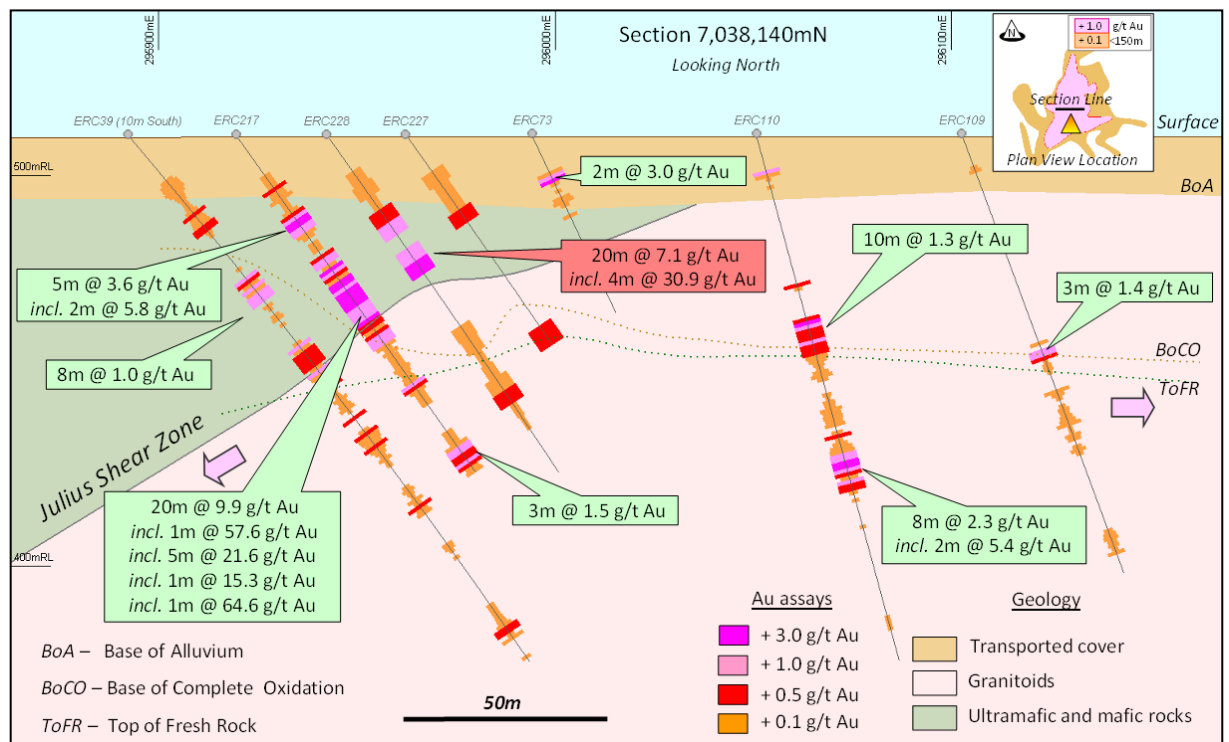 295900mE
296000mE
296100mE
Section 7,038,140mN
Looking North
N
+ 1.0 g/t Au
+ 0.1 <150m
Section Line
Plan View Location
ERC39 (10m South)
ERC217
ERC228
ERC227
ERC73
ERC110
ERC109
Surface
500mRL
BoA
2m @ 3.0 g/t Au
20m @ 7.1 g/t Au
incl. 4m @ 30.9 g/t Au
10m @ 1.3 g/t Au
5m @ 3.6 g/t Au
incl. 2m @ 5.8 g/t Au
3m @ 1.4 g/t Au
8m @ 1.0 g/t Au
BoCO
ToFR
Julius Shear Zone
20m @ 9.9 g/t Au
incl. 1m @ 57.6 g/t Au
incl. 5m @ 21.6 g/t Au
incl. 1m @ 15.3 g/t Au
incl. 1m @ 64.6 g/t Au
3m @ 1.5 g/t Au
8m @ 2.3 g/t Au
incl. 2m @ 5.4 g/t Au
400mRL
BoA – Base of Alluvium
BoCO – Base of Complete Oxidation
ToFR – Top of Fresh Rock
50m
Au assays
+ 3.0 g/t Au
+ 1.0 g/t Au
+ 0.5 g/t Au
+ 0.1 g/t Au
Geology
Transported cover
Granitoids
Ultramafic and mafic rocks